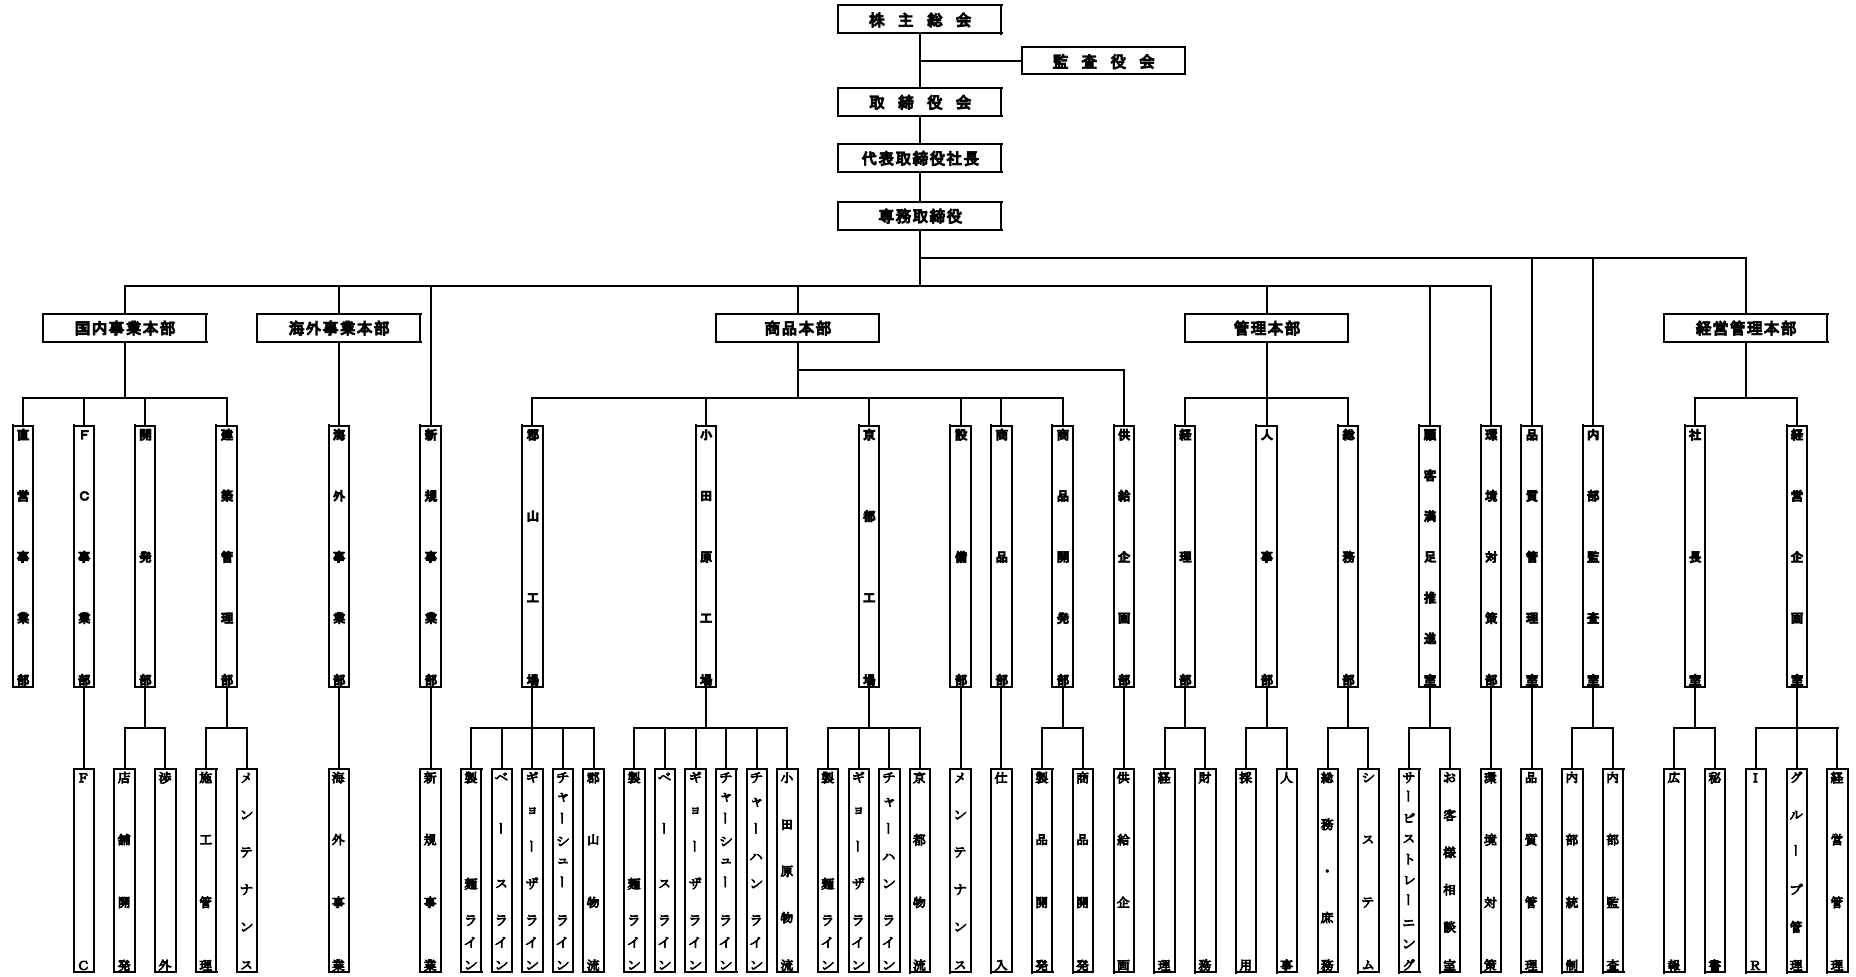 株主総会
監査役会
取締役会
代表取締役社長
専務取締役
国内事業本部
海外事業本部
商品本部
管理本部
経営管理本部
直営事業部
FC事業部
開発部
建築管理部
海外事業部
新規事業部
郡山工場
小田原工場
京都工場
設備部
商品部
商品開発部
供給企画部
経理部
人事部
総務部
顧客満足推進室
環境対策部
品質管理室
内部監査室
社長室
経営企画室
FC
店舗開発
渉外
施工管理
メンテナンス
海外事業
新規事業
製麺ライン
ベースライン
ギョーザライン
チャーシューライン
郡山物流
製麺ライン
ベースライン
ギョーザライン
チャーシューライン
チャーハンライン
小田原物流
製麺ライン
ギョーザライン
チャーハンライン
京都物流
メンテナンス
仕入
製品開発
商品開発
供給企画
経理
財務
採用
人事
総務・庶務
システム
サービストレーニング
お客様相談室
環境対策
品質管理
内部統制
内部監査
広報
秘書
IR
グループ管理
経営管理